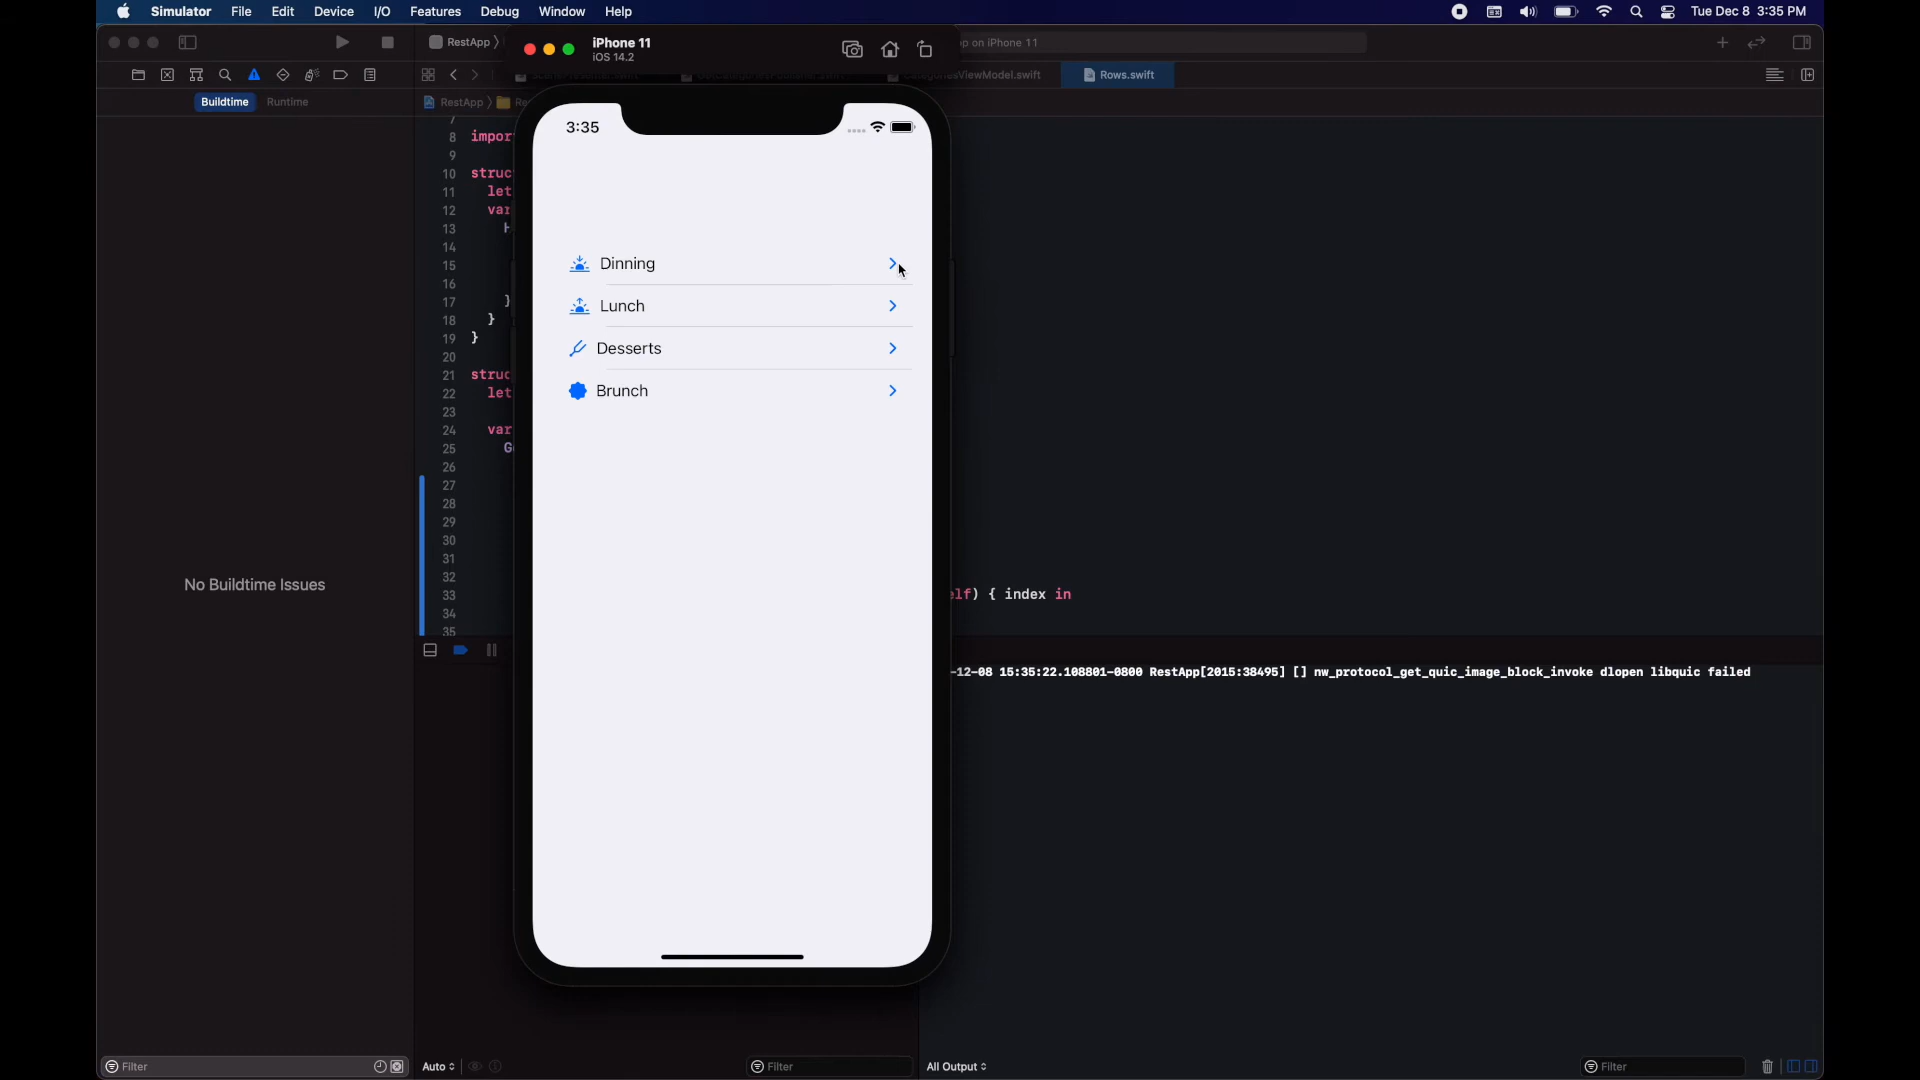 Simulator File Edit Device I/O Features Debug Window Help
Tue Dec 8 3:35 PM
RestApp
iPhone 11
iOS 14.2
p on iPhone 11
Rows.swift
Buildtime Runtime
RestApp
3:35
7
8 impor
9
10 struc
11 let
12 var
13 H
14
15
16
17 }
18 }
19 }
20
21 struc
22 let
23
24 var
25 G
26
27
28
29
30
31
32
33
34
35
Dinning
Lunch
Desserts
Brunch
No Buildtime Issues
elf) { index in
-12-08 15:35:22.108801-0800 RestApp[2015:38495] [] nw_protocol_get_quic_image_block_invoke dlopen libquic failed
Filter
Auto
Filter
All Output
Filter